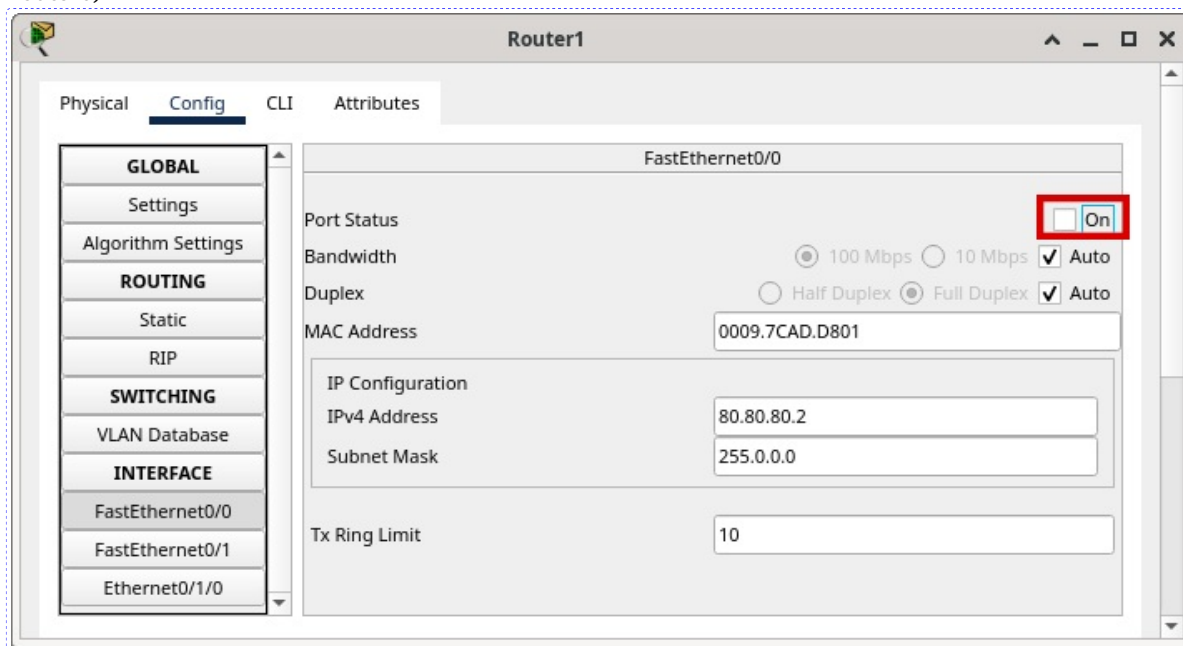 Router1
Physical Config CLI Attributes
GLOBAL
Settings
Algorithm Settings
ROUTING
Static
RIP
SWITCHING
VLAN Database
INTERFACE
FastEthernet0/0
FastEthernet0/1
Ethernet0/1/0
FastEthernet0/0
Port Status On
Bandwidth 100 Mbps 10 Mbps Auto
Duplex Half Duplex Full Duplex Auto
MAC Address 0009.7CAD.D801
IP Configuration
IPv4 Address 80.80.80.2
Subnet Mask 255.0.0.0
Tx Ring Limit 10